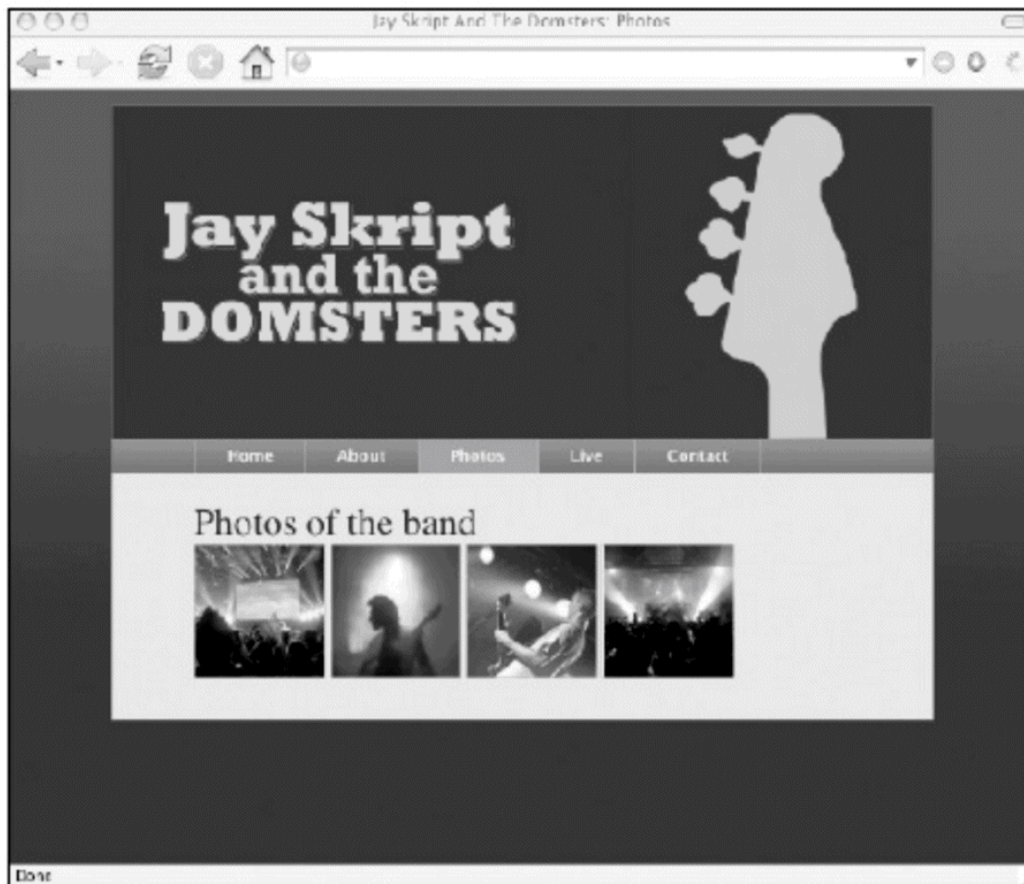 Jay Skript And The Domsters: Photos
Jay Skript
and the
DOMSTERS
Home About Photos Live Contact
Photos of the band
Done